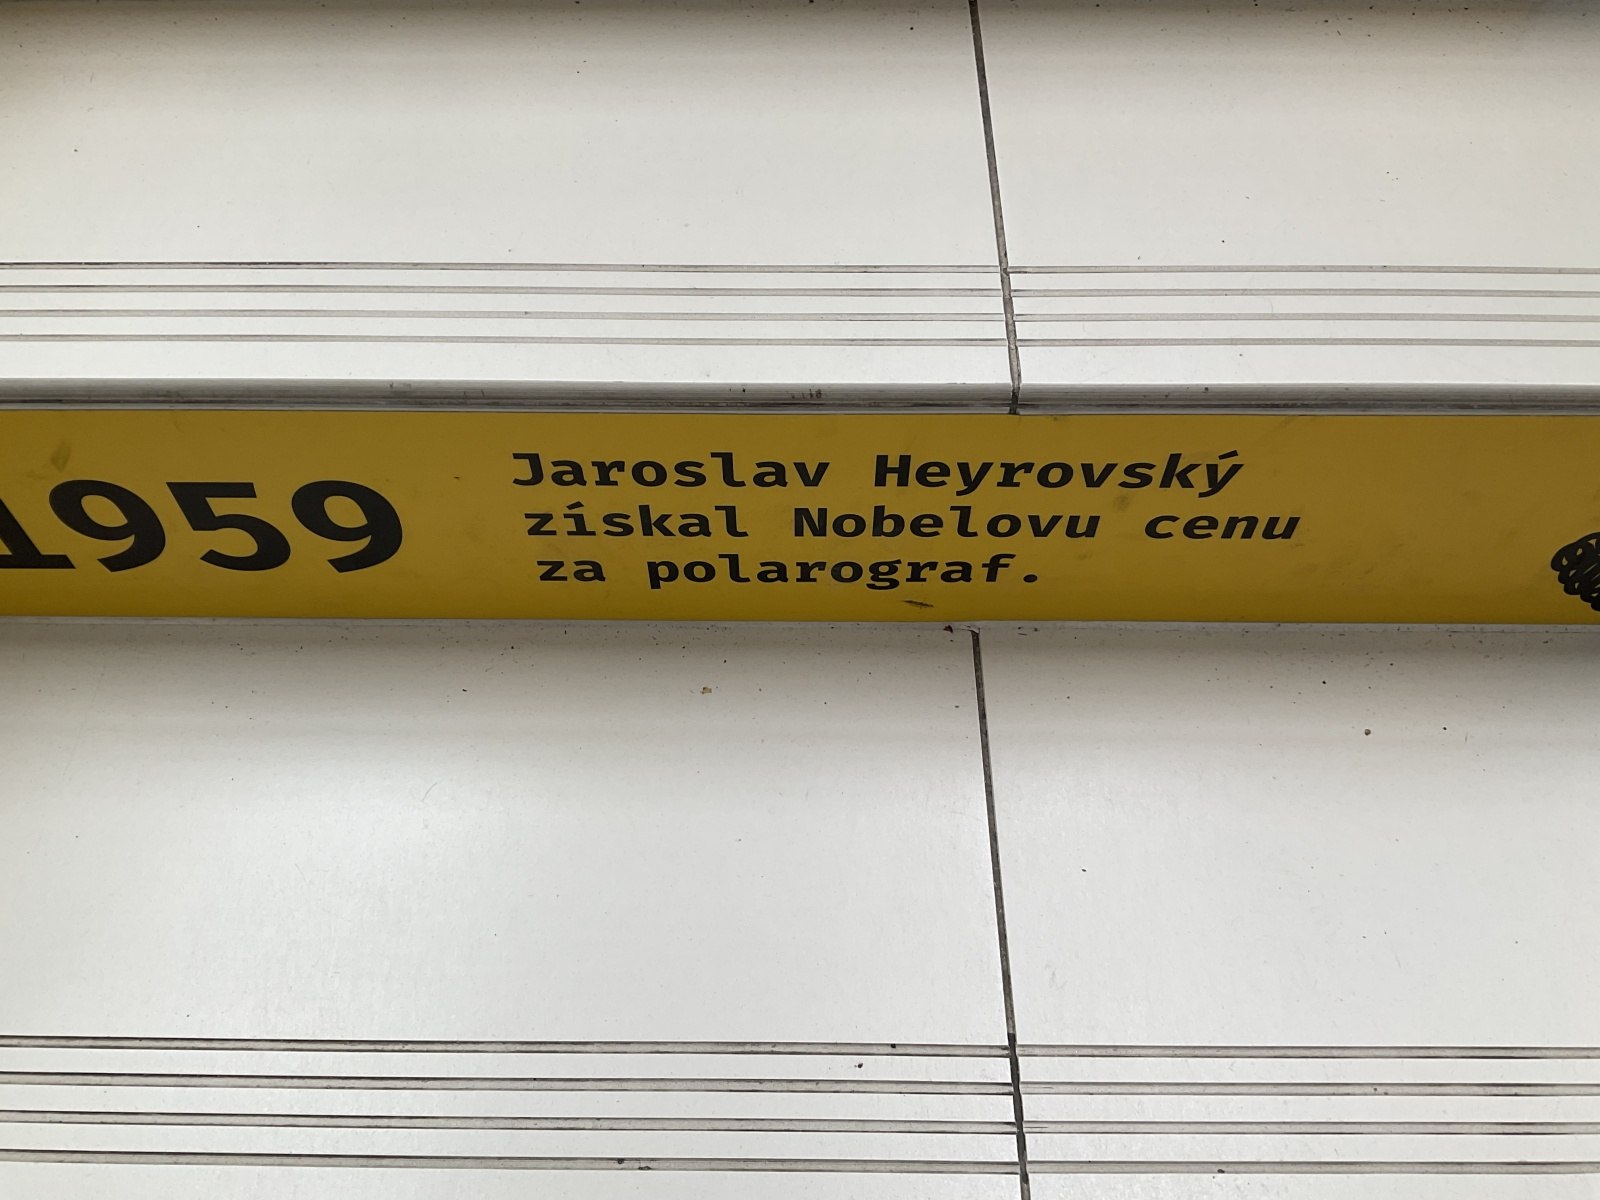 1959
Jaroslav Heyrovský
získal Nobelovu cenu
za polarograf.